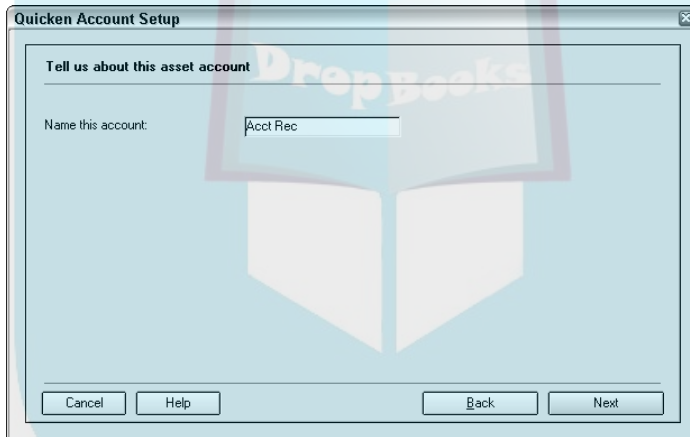 Quicken Account Setup
Tell us about this asset account
DropBooks
Name this account:
Acct Rec
Cancel
Help
Back
Next